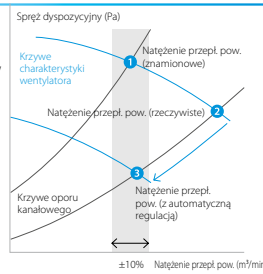 Spręż dyspozycyjny (Pa)
Krzywe
charakterystyki
wentylatora
1
Natężenie przepł. pow.
(znamionowe)
Natężenie przepł. pow. (rzeczywiste)
2
3
Krzywe oporu
kanałowego
Natężenie przepł.
pow. (z automatyczną
regulacją)
±10%
Natężenie przepł. pow. (m³/min